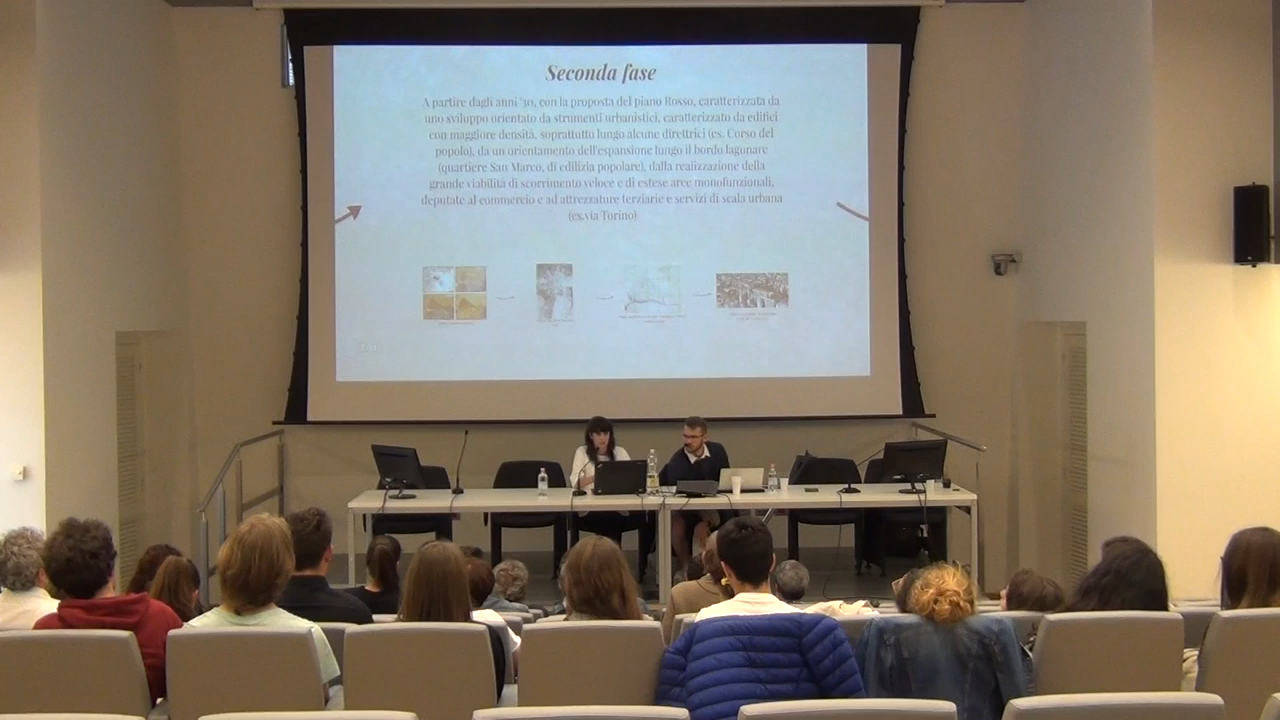 Seconda fase
A partire dagli anni '30, con la proposta del piano Rosso, caratterizzata da
uno sviluppo orientato da strumenti urbanistici, caratterizzato da edifici
con maggiore densità, soprattutto lungo alcune direttrici (es. Corso del
popolo), da un orientamento dell'espansione lungo il bordo lagunare
(quartiere San Marco, di edilizia popolare), dalla realizzazione della
grande viabilità di scorrimento veloce e di estese aree monofunzionali,
deputate al commercio e ad attrezzature terziarie e servizi di scala urbana
(es.via Torino)